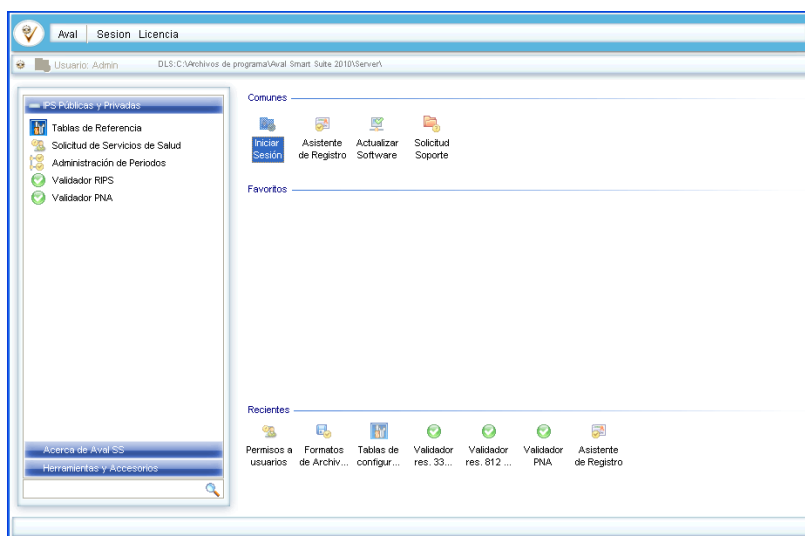 Aval Sesion Licencia
Usuario: Admin DLS:C:\Archivos de programa\Aval Smart Suite 2010\Server\
IPS Públicas y Privadas
Tablas de Referencia
Solicitud de Servicios de Salud
Administración de Periodos
Validador RIPS
Validador PNA
Acerca de Aval SS
Herramientas y Accesorios
Comunes
Iniciar Sesión
Asistente de Registro
Actualizar Software
Solicitud Soporte
Favoritos
Recientes
Permisos a usuarios
Formatos de Archiv...
Tablas de configur...
Validador res. 33...
Validador res. 812 ...
Validador PNA
Asistente de Registro